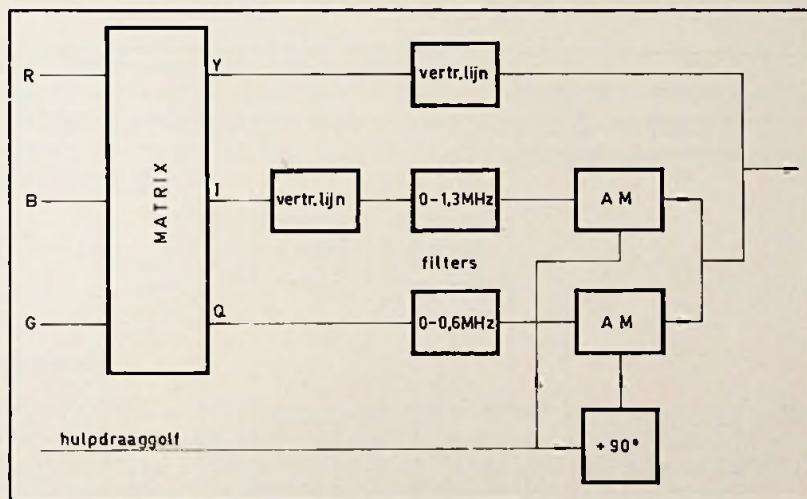 R
Y
vertr.lijn
MATRIX
B
I
vertr.lijn
0-1,3MHz
AM
filters
G
Q
0-0,6MHz
AM
hulpdraaggolf
+90°